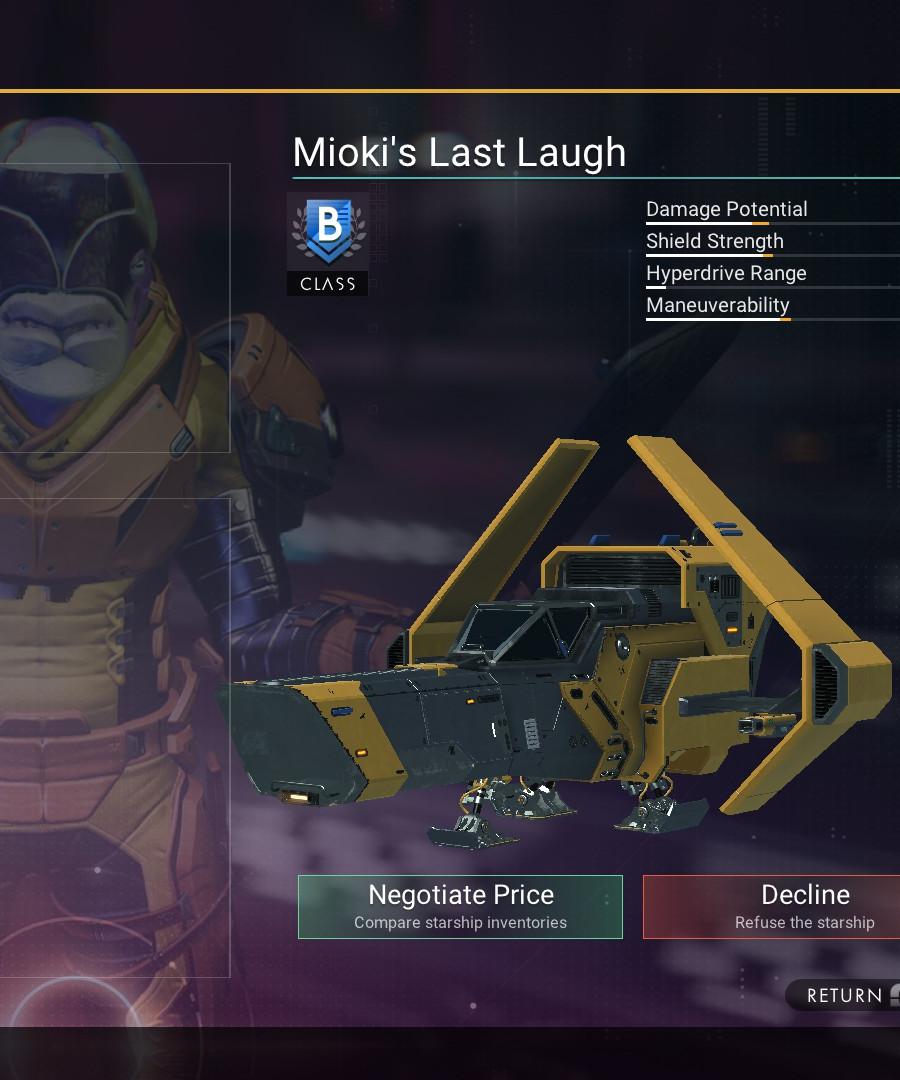 Mioki's Last Laugh
B
CLASS
Damage Potential
Shield Strength
Hyperdrive Range
Maneuverability
Negotiate Price
Compare starship inventories
Decline
Refuse the starship
RETURN